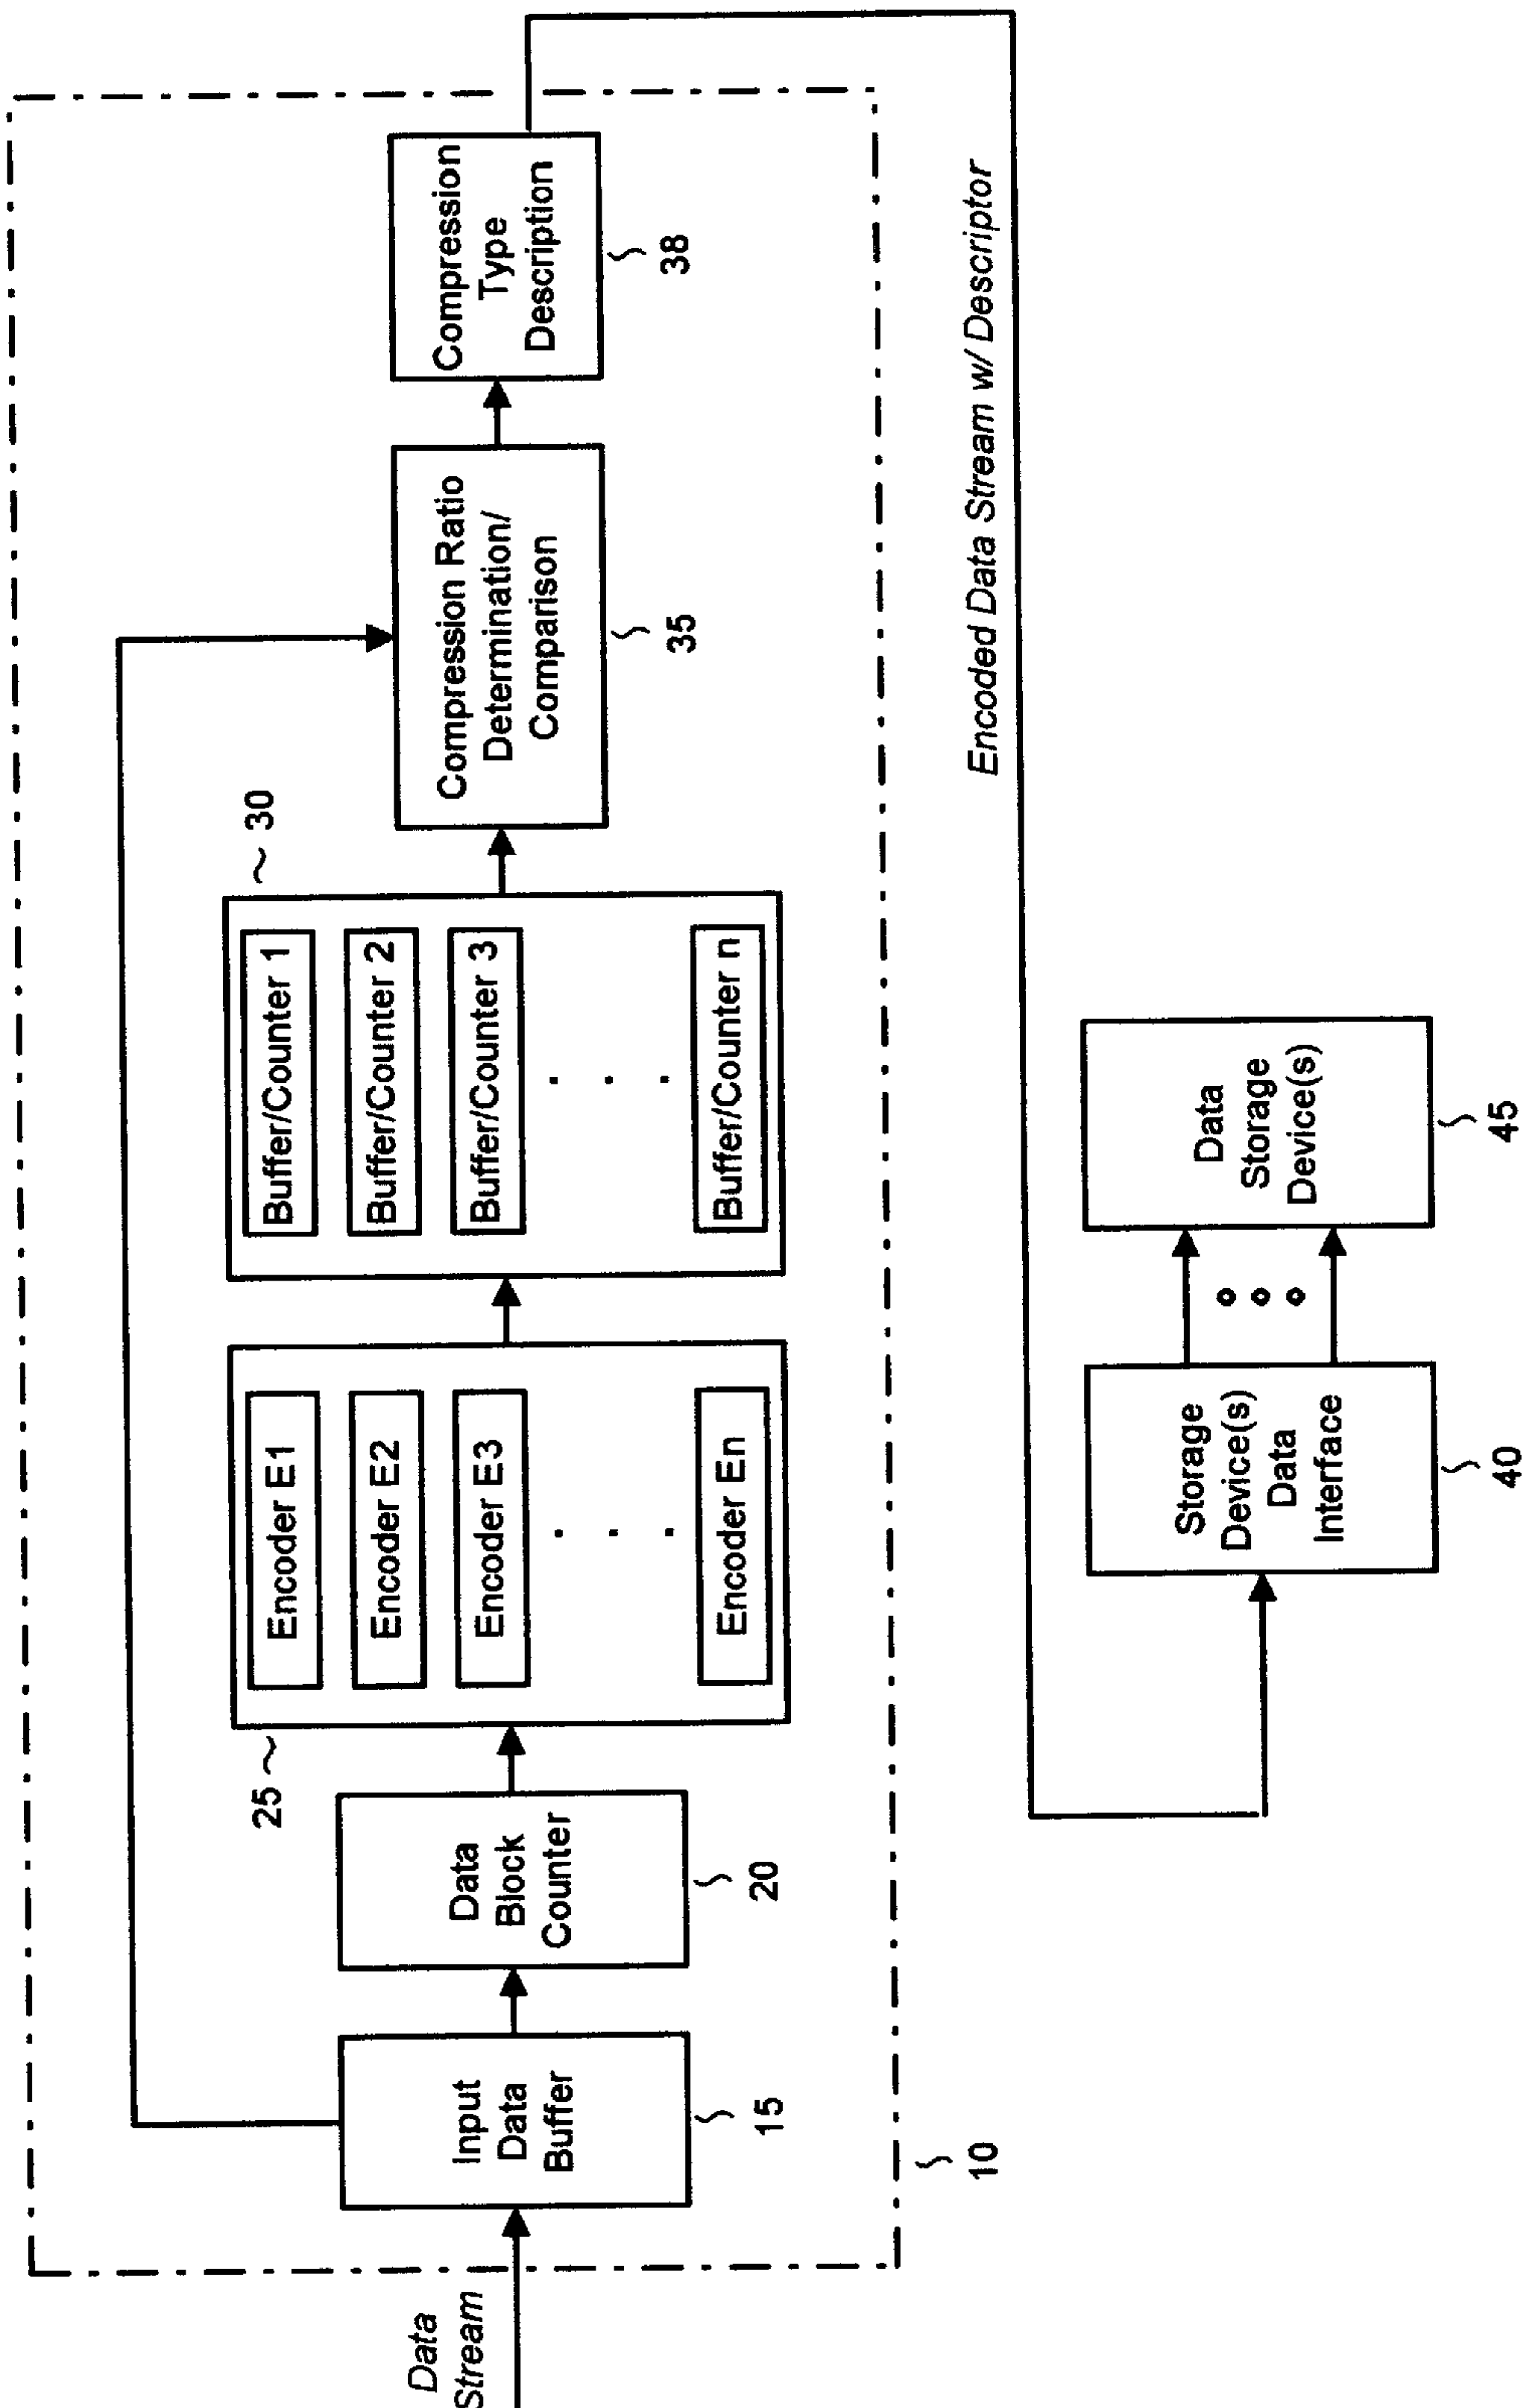 Data
Stream
Input
Data
Buffer
15
10
Data
Block
Counter
20
25
Encoder E1
Encoder E2
Encoder E3
.
.
.
Encoder En
30
Buffer/Counter 1
Buffer/Counter 2
Buffer/Counter 3
.
.
.
Buffer/Counter n
Compression Ratio
Determination/
Comparison
35
Compression
Type
Description
38
Encoded Data Stream w/ Descriptor
Storage
Device(s)
Data
Interface
40
Data
Storage
Device(s)
45